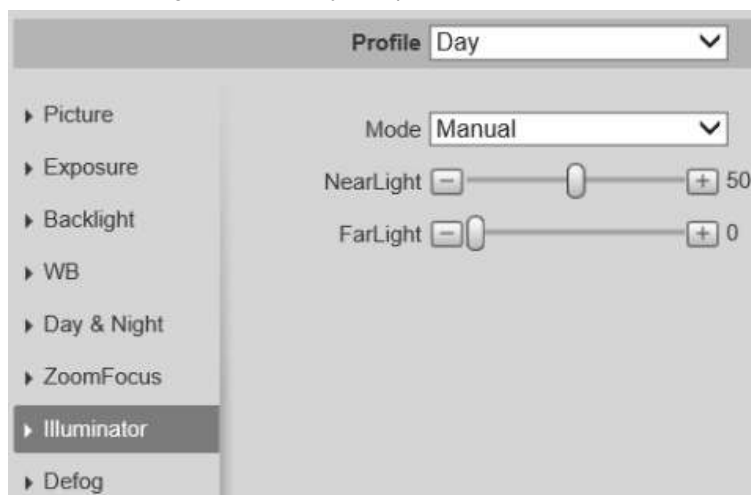 Profile Day
Picture
Exposure
Backlight
WB
Day & Night
ZoomFocus
Illuminator
Defog
Mode Manual
NearLight 50
FarLight 0